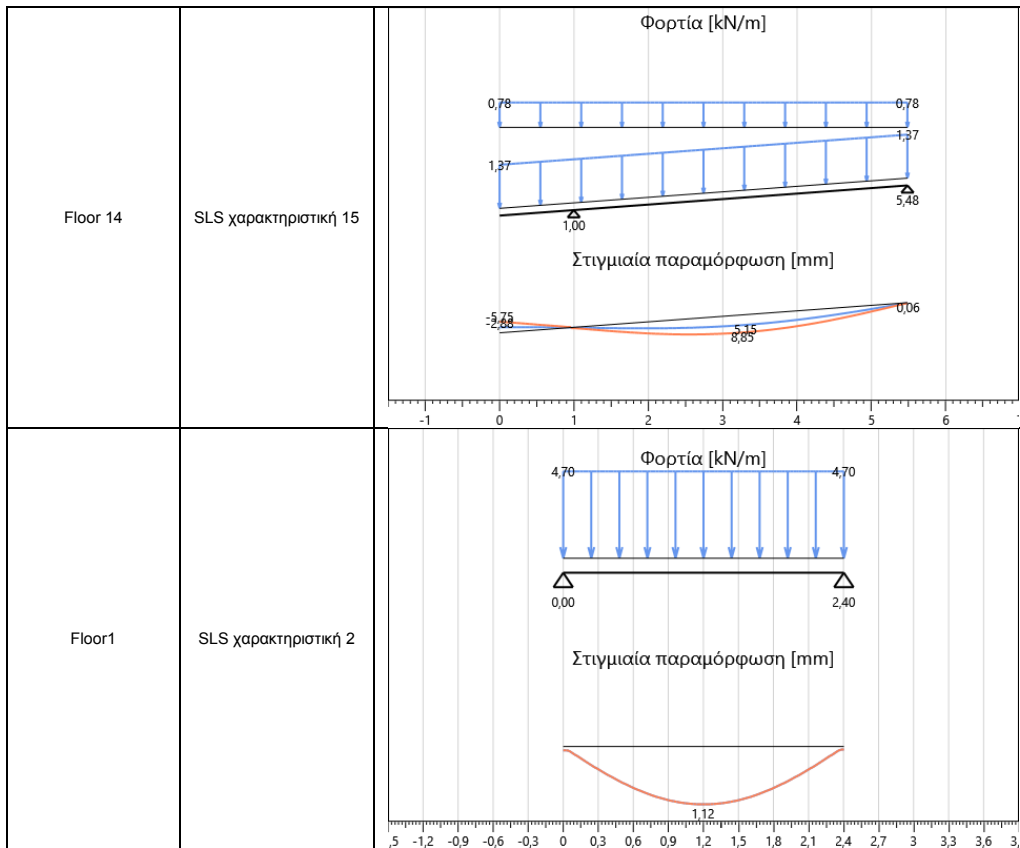 Φορτία [kN/m]
0,78
0,78
1,37
1,37
Floor 14
SLS χαρακτηριστική 15
5,48
1,00
Στιγμιαία παραμόρφωση [mm]
-5,75
-2,88
0,06
5,15
8,85
-1 0 1 2 3 4 5 6
Φορτία [kN/m]
4,70
4,70
0,00
2,40
Floor1
SLS χαρακτηριστική 2
Στιγμιαία παραμόρφωση [mm]
1,12
,5 -1,2 -0,9 -0,6 -0,3 0 0,3 0,6 0,9 1,2 1,5 1,8 2,1 2,4 2,7 3 3,3 3,6 3,